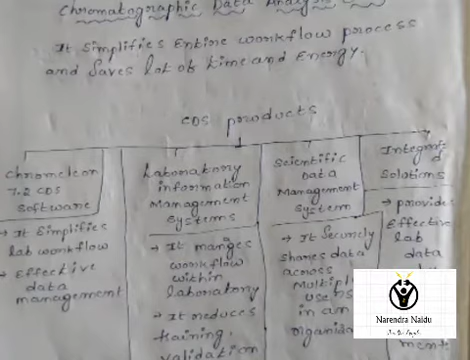 Chromatographic Data Analysis
It Simplifies Entire workflow process
and Saves lot of time and Energy.
CDS products
Chromeleon
7.2 CDS
Software
→ It Simplifies
lab workflow
→ Effective
data
management
Laboratory
information
Management
Systems
→ It manges
workflow
within
laboratory
→ It reduces
training,
validation
Scientific
Data
Management
System
→ It Securely
shares data
across
Multiple
users
in an
organiza
Integra
d
Solutions
→ provide
Effective
lab
data
ment.
Narendra Naidu